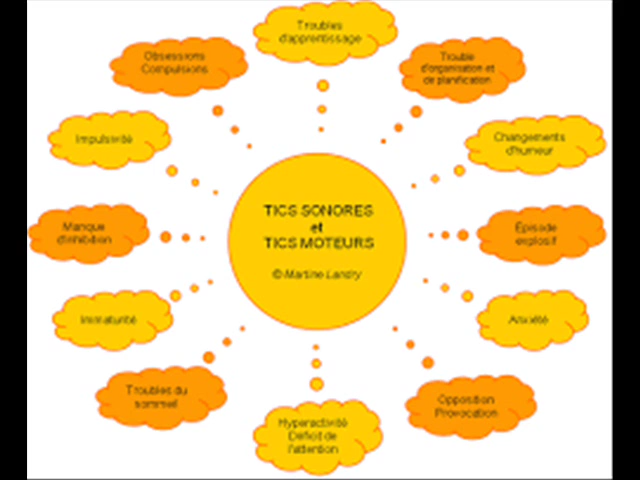 Troubles
d'apprentissage
Obsessions
Compulsions
Trouble
d'organisation et
de planification
Impulsivité
Changements
d'humeur
TICS SONORES
et
TICS MOTEURS
© Martine Landry
Manque
d'inhibition
Épisode
explosif
Immaturité
Anxiété
Troubles du
sommeil
Opposition
Provocation
Hyperactivité
Déficit de
l'attention